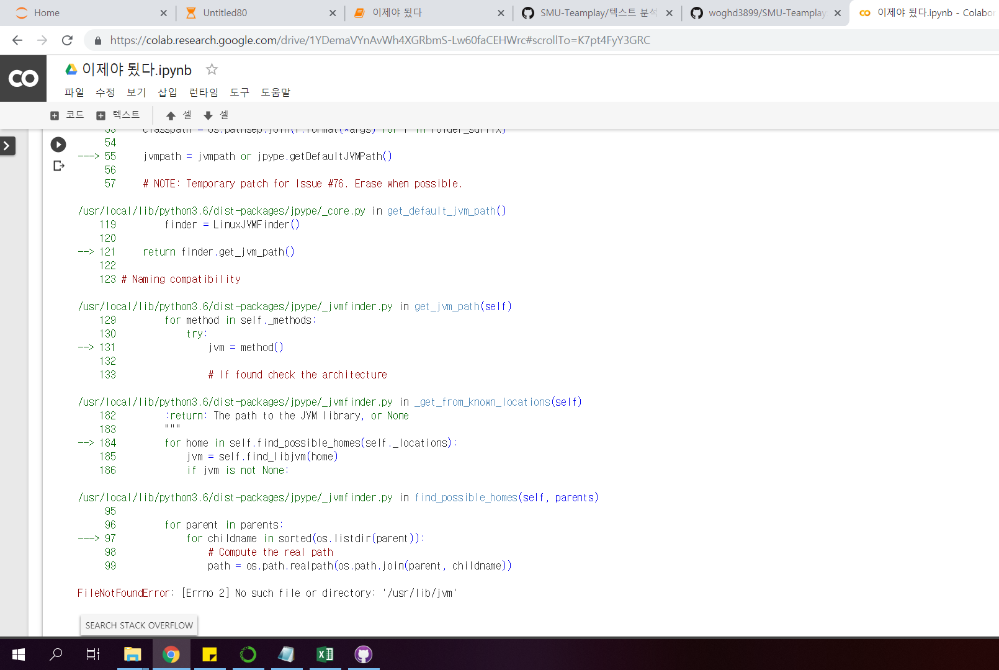 Home
Untitled80
이제야 됬다
SMU-Teamplay/텍스트 분석
woghd3899/SMU-Teamplay
이제야 됬다.ipynb - Colabor
https://colab.research.google.com/drive/1YDemaVYnAvWh4XGRbmS-Lw60faCEHWrc#scrollTo=K7pt4FyY3GRC
CO
이제야 됬다.ipynb
파일 수정 보기 삽입 런타임 도구 도움말
코드 텍스트 셀 셀
53 classpath = os.pathsep.join(f.format(*args) for f in folder_suffix)
54
---> 55 jvmpath = jvmpath or jpype.getDefaultJVMPath()
56
57 # NOTE: Temporary patch for Issue #76. Erase when possible.
/usr/local/lib/python3.6/dist-packages/jpype/_core.py in get_default_jvm_path()
119 finder = LinuxJVMFinder()
120
--> 121 return finder.get_jvm_path()
122
123 # Naming compatibility
/usr/local/lib/python3.6/dist-packages/jpype/_jvmfinder.py in get_jvm_path(self)
129 for method in self._methods:
130 try:
--> 131 jvm = method()
132
133 # If found check the architecture
/usr/local/lib/python3.6/dist-packages/jpype/_jvmfinder.py in _get_from_known_locations(self)
182 :return: The path to the JVM library, or None
183 """
--> 184 for home in self.find_possible_homes(self._locations):
185 jvm = self.find_libjvm(home)
186 if jvm is not None:
/usr/local/lib/python3.6/dist-packages/jpype/_jvmfinder.py in find_possible_homes(self, parents)
95
96 for parent in parents:
---> 97 for childname in sorted(os.listdir(parent)):
98 # Compute the real path
99 path = os.path.realpath(os.path.join(parent, childname))
FileNotFoundError: [Errno 2] No such file or directory: '/usr/lib/jvm'
SEARCH STACK OVERFLOW